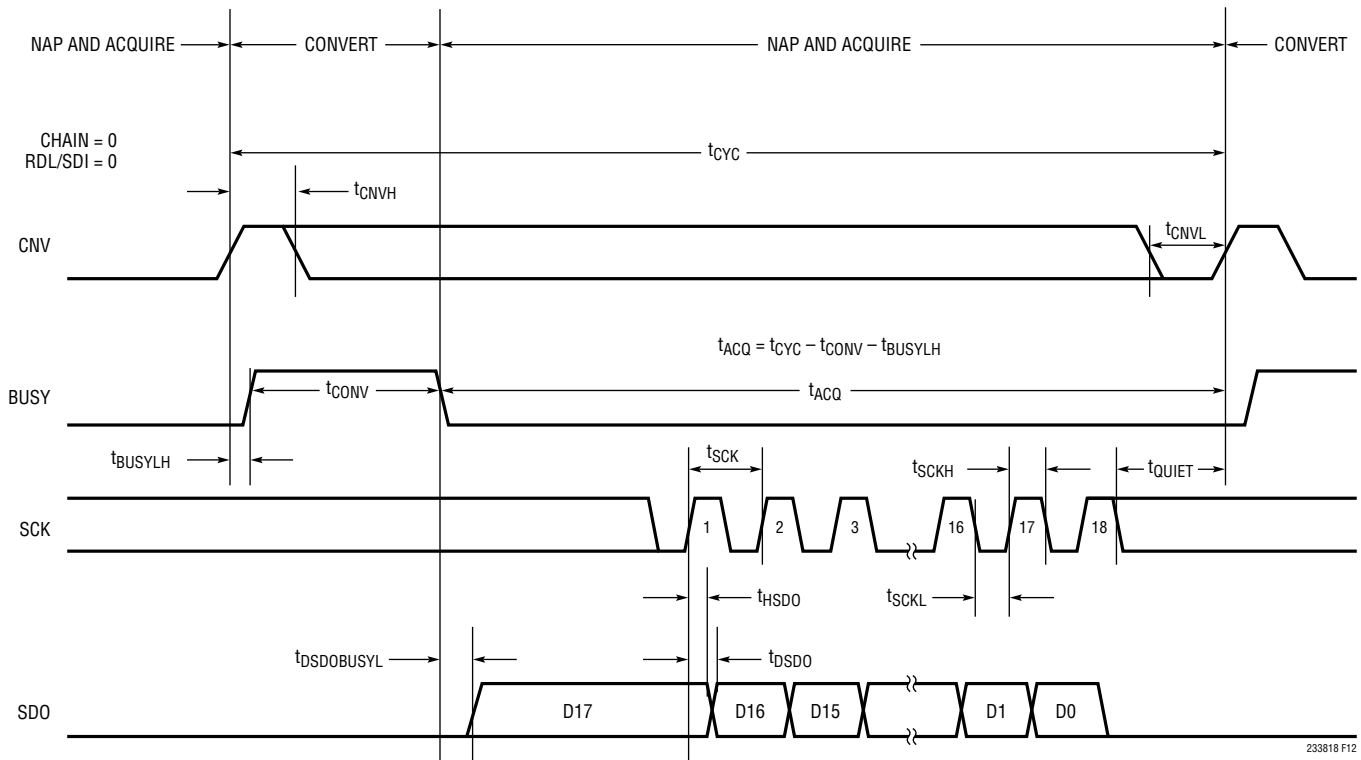 NAP AND ACQUIRE CONVERT NAP AND ACQUIRE CONVERT
CHAIN = 0
RDL/SDI = 0
tCYC
tCNVH
CNV
tCNVL
tACQ = tCYC – tCONV – tBUSYLH
BUSY
tCONV
tACQ
tBUSYLH
tSCK
tSCKH
tQUIET
SCK
1 2 3 16 17 18
tHSDO
tSCKL
tDSDOBUSYL
tDSDO
SDO
D17 D16 D15 D1 D0
233818 F12